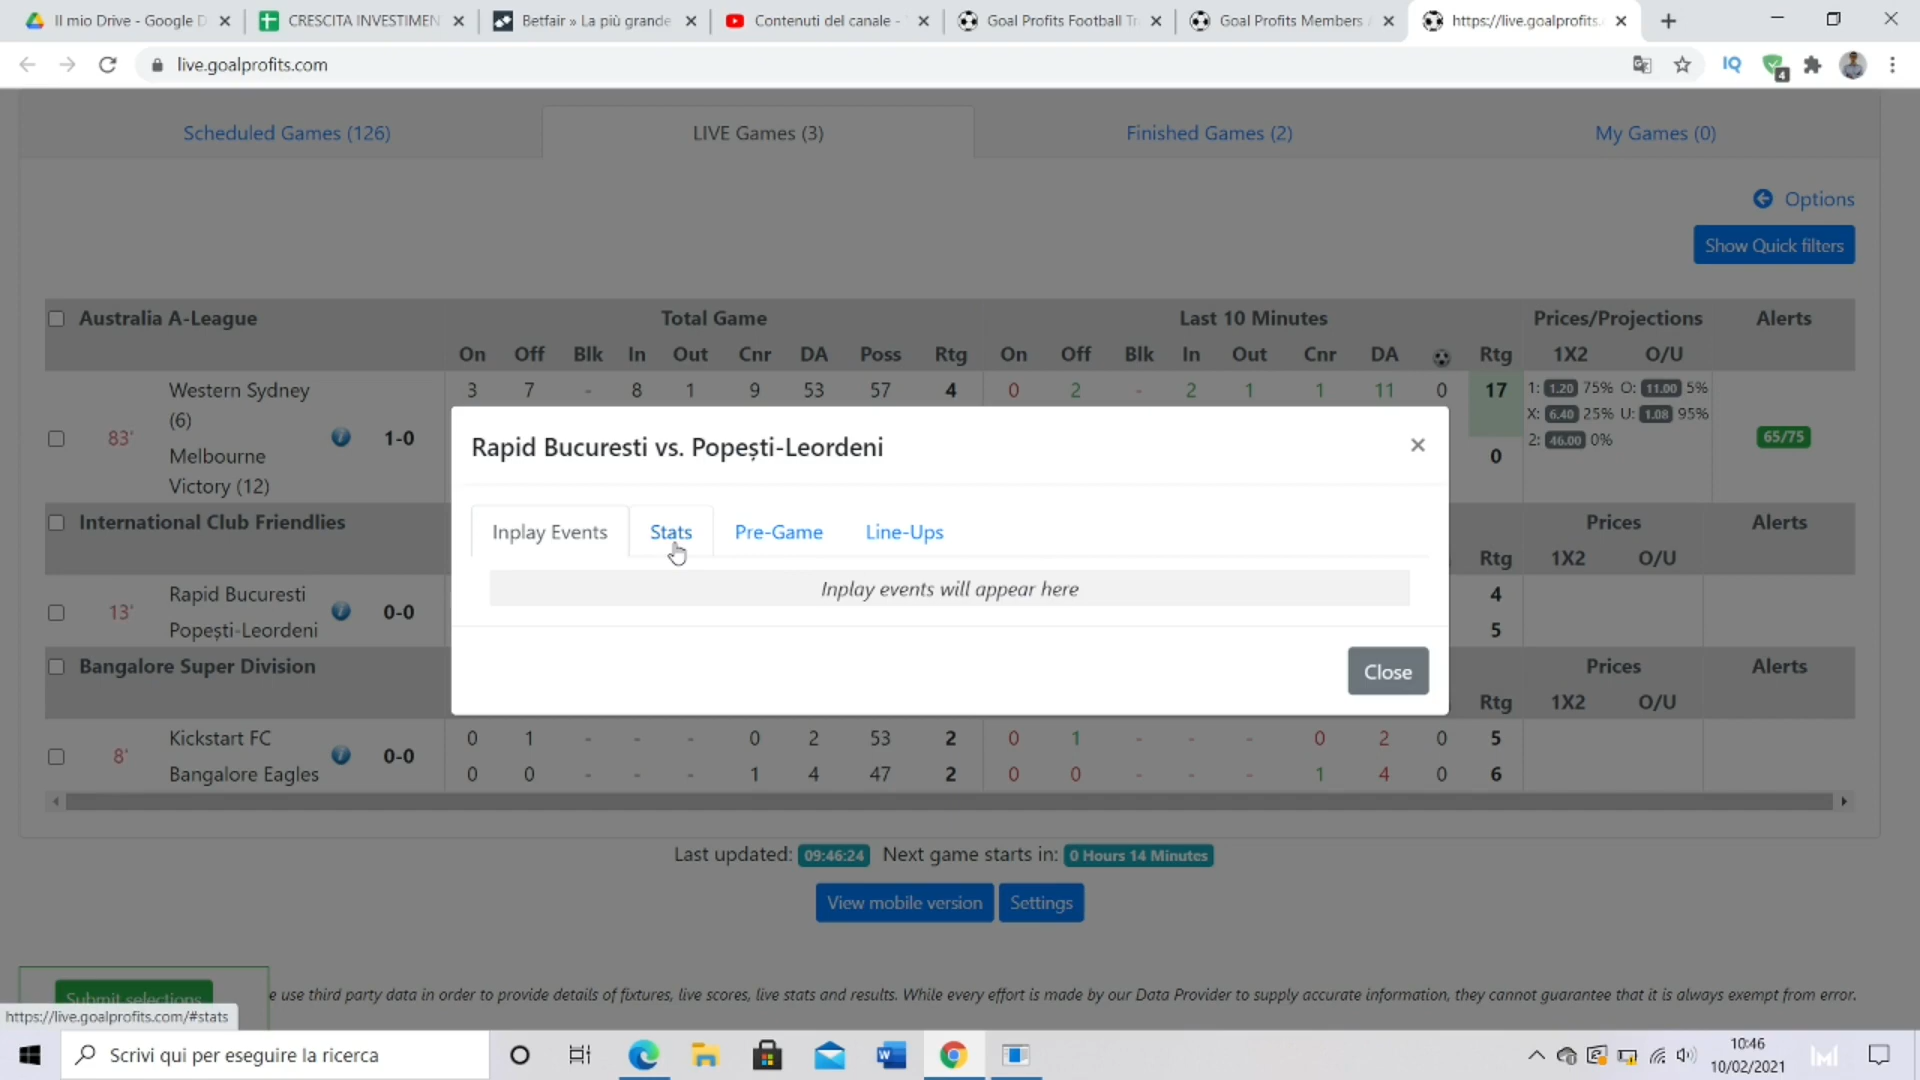 Il mio Drive - Google D
CRESCITA INVESTIMEN
Betfair » La più grande
Contenuti del canale -
Goal Profits Football Tr
Goal Profits Members A
https://live.goalprofits.
live.goalprofits.com
IQ
4
Scheduled Games (126)
LIVE Games (3)
Finished Games (2)
My Games (0)
Options
Show Quick filters
Australia A-League
Total Game
Last 10 Minutes
Prices/Projections
Alerts
On Off Blk In Out Cnr DA Poss Rtg On Off Blk In Out Cnr DA Rtg 1X2 O/U
Western Sydney (6) 3 7 - 8 1 9 53 57 4 0 2 - 2 1 1 11 0 17 1: 1.20 75% O: 11.00 5%
X: 6.40 25% U: 1.08 95%
83' 1-0 2: 46.00 0% 65/75
Melbourne Victory (12) 0
International Club Friendlies Prices Alerts
Rtg 1X2 O/U
13' Rapid Bucuresti 0-0 4
Popești-Leordeni 5
Bangalore Super Division Prices Alerts
Rtg 1X2 O/U
Kickstart FC 0 1 - - - 0 2 53 2 0 1 - - - 0 2 0 5
8' 0-0
Bangalore Eagles 0 0 - - - 1 4 47 2 0 0 - - - 1 4 0 6
Rapid Bucuresti vs. Popești-Leordeni
×
Inplay Events Stats Pre-Game Line-Ups
Inplay events will appear here
Close
Last updated: 09:46:24 Next game starts in: 0 Hours 14 Minutes
View mobile version Settings
Submit selections
e use third party data in order to provide details of fixtures, live scores, live stats and results. While every effort is made by our Data Provider to supply accurate information, they cannot guarantee that it is always exempt from error.
https://live.goalprofits.com/#stats
Scrivi qui per eseguire la ricerca
10:46
10/02/2021